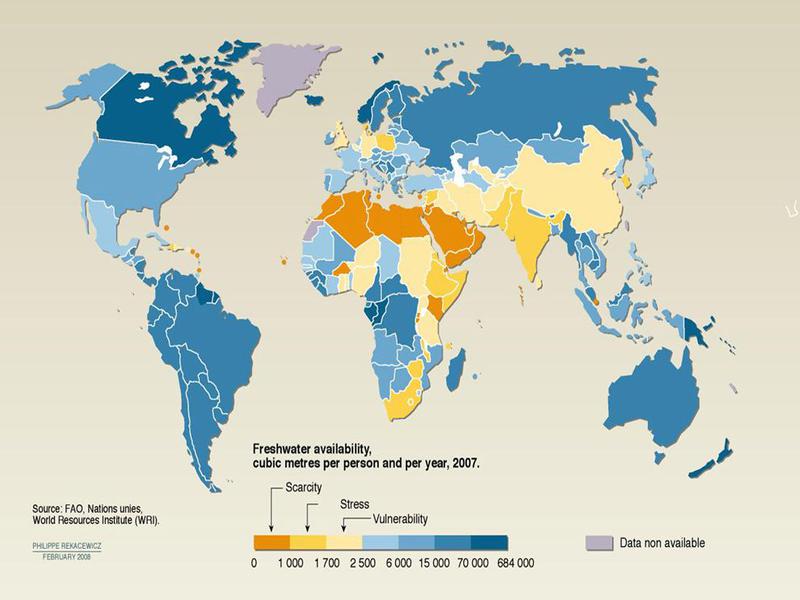 Freshwater availability,
cubic metres per person and per year, 2007.
Scarcity
Stress
Vulnerability
0 1 000 1 700 2 500 6 000 15 000 70 000 684 000
Data non available
Source: FAO, Nations unies,
World Resources Institute (WRI).
PHILIPPE REKACEWICZ
FEBRUARY 2008